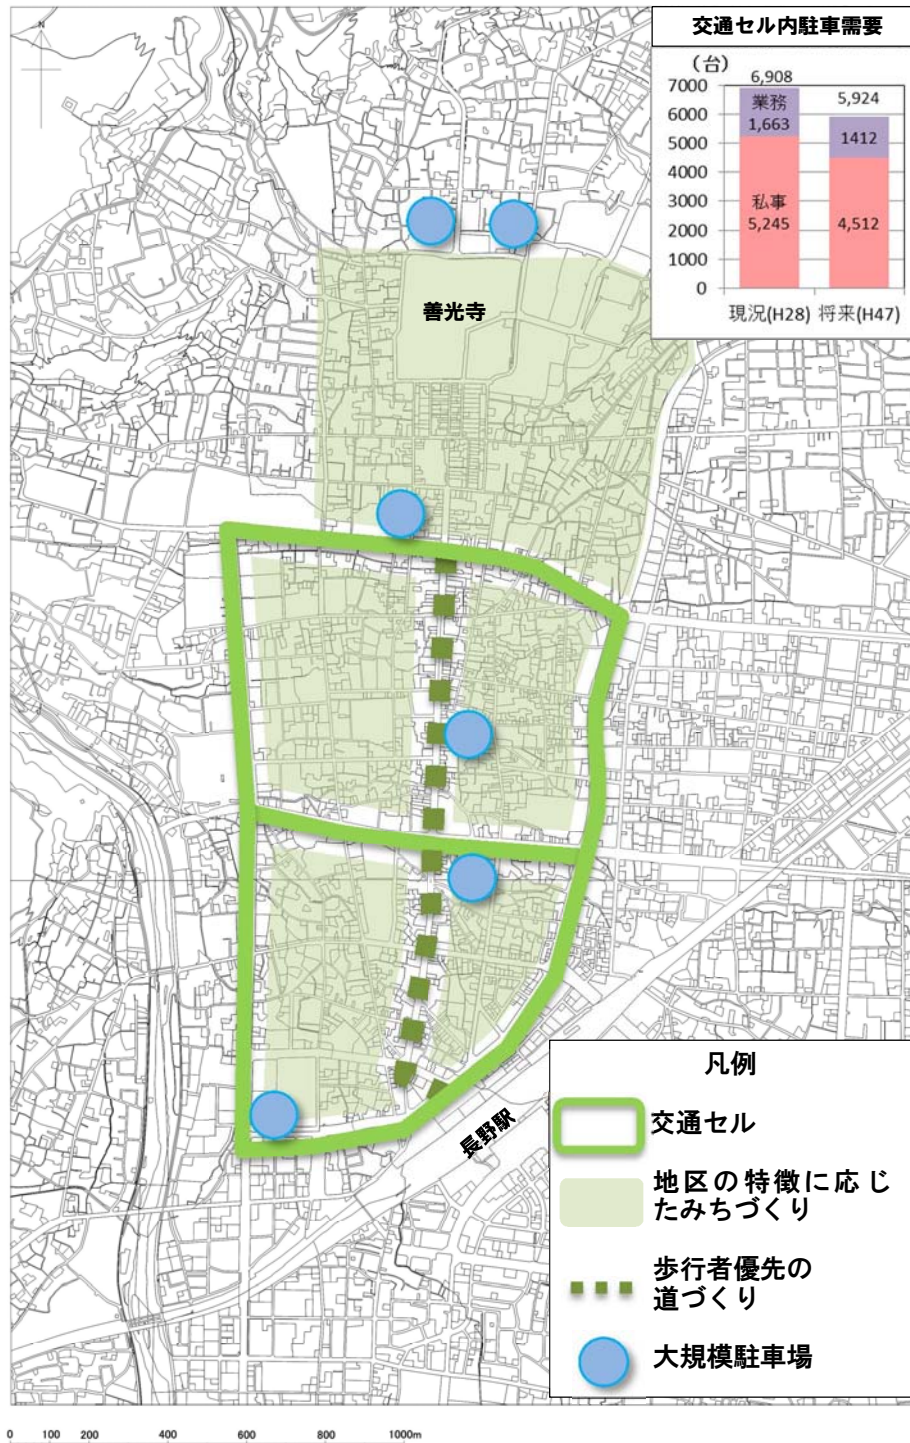 N
交通セル内駐車需要
(台)
7000
6000
5000
4000
3000
2000
1000
0
6,908
業務
1,663
私事
5,245
5,924
1412
4,512
現況(H28) 将来(H47)
善光寺
長野駅
凡例
交通セル
地区の特徴に応じ
たみちづくり
歩行者優先の
道づくり
大規模駐車場
0 100 200 400 600 800 1000m